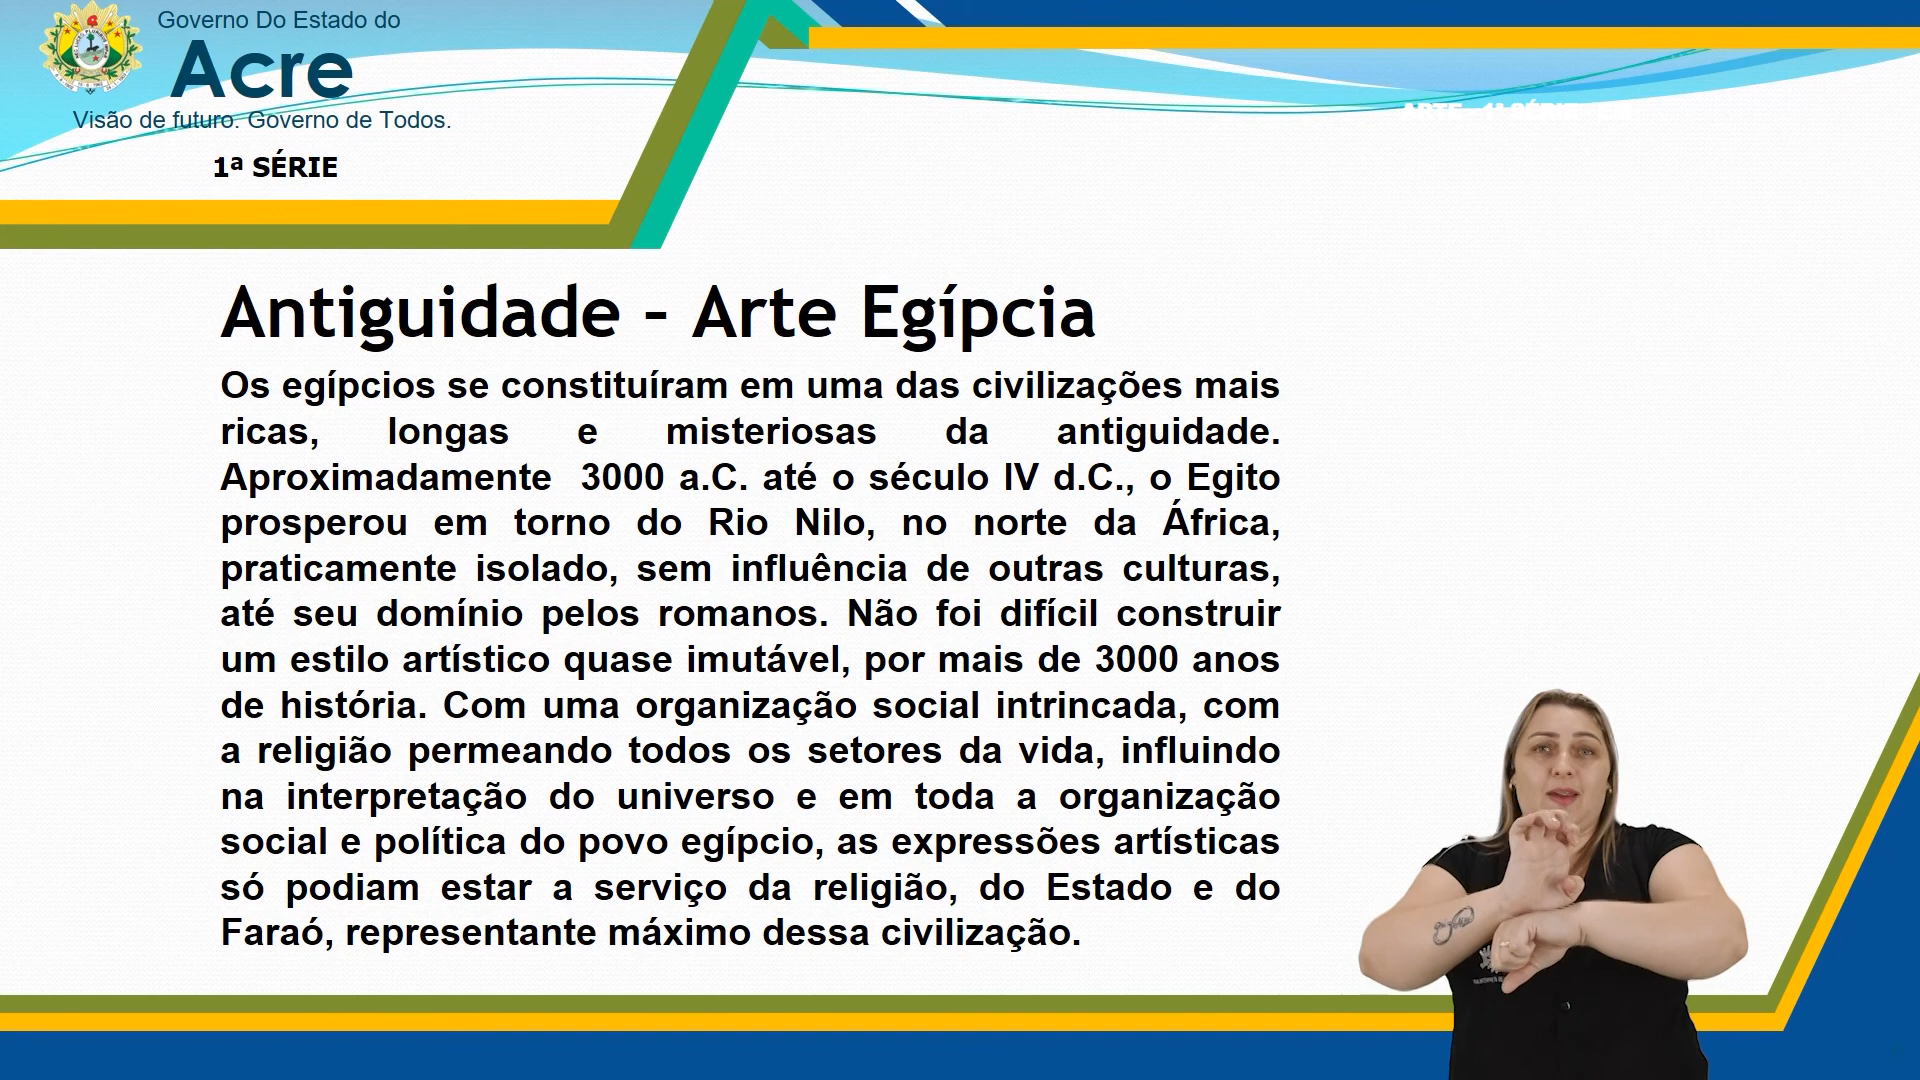 Governo Do Estado do
Acre
Visão de futuro. Governo de Todos.
1ª SÉRIE
Antiguidade – Arte Egípcia
Os egípcios se constituíram em uma das civilizações mais
ricas, longas e misteriosas da antiguidade.
Aproximadamente 3000 a.C. até o século IV d.C., o Egito
prosperou em torno do Rio Nilo, no norte da África,
praticamente isolado, sem influência de outras culturas,
até seu domínio pelos romanos. Não foi difícil construir
um estilo artístico quase imutável, por mais de 3000 anos
de história. Com uma organização social intrincada, com
a religião permeando todos os setores da vida, influindo
na interpretação do universo e em toda a organização
social e política do povo egípcio, as expressões artísticas
só podiam estar a serviço da religião, do Estado e do
Faraó, representante máximo dessa civilização.